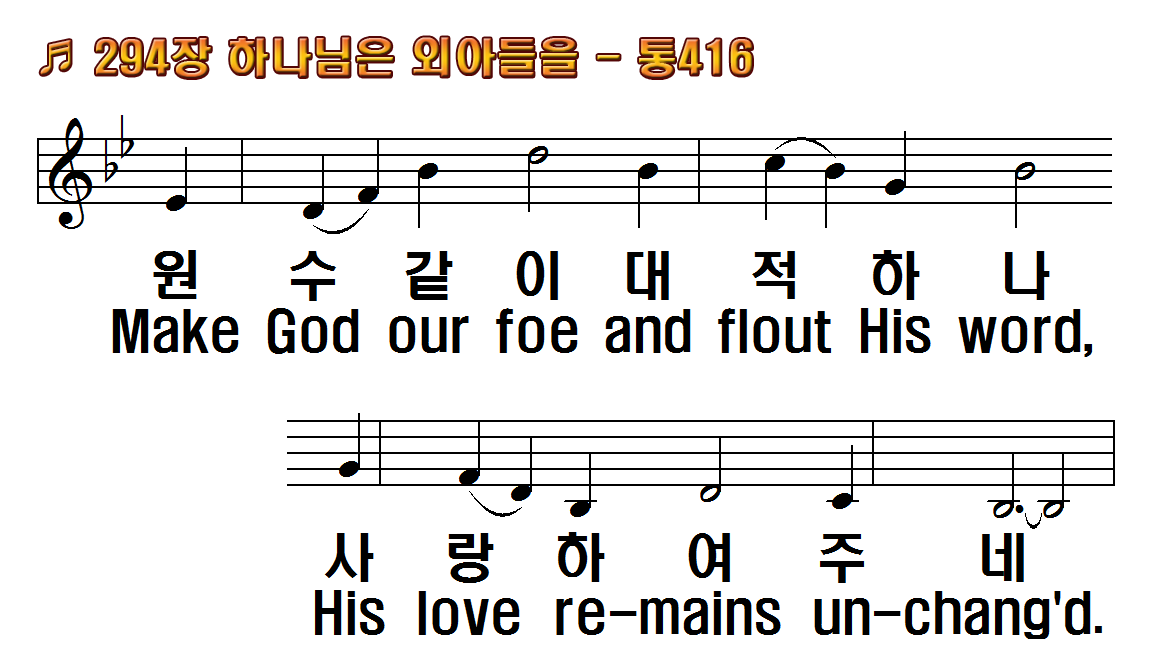 ♬ 294장 하나님은 외아들을 - 통416
원 수 같 이 대 적 하 나
Make God our foe and flout His word,
사 랑 하 여 주 네
His love re-mains un-chang'd.